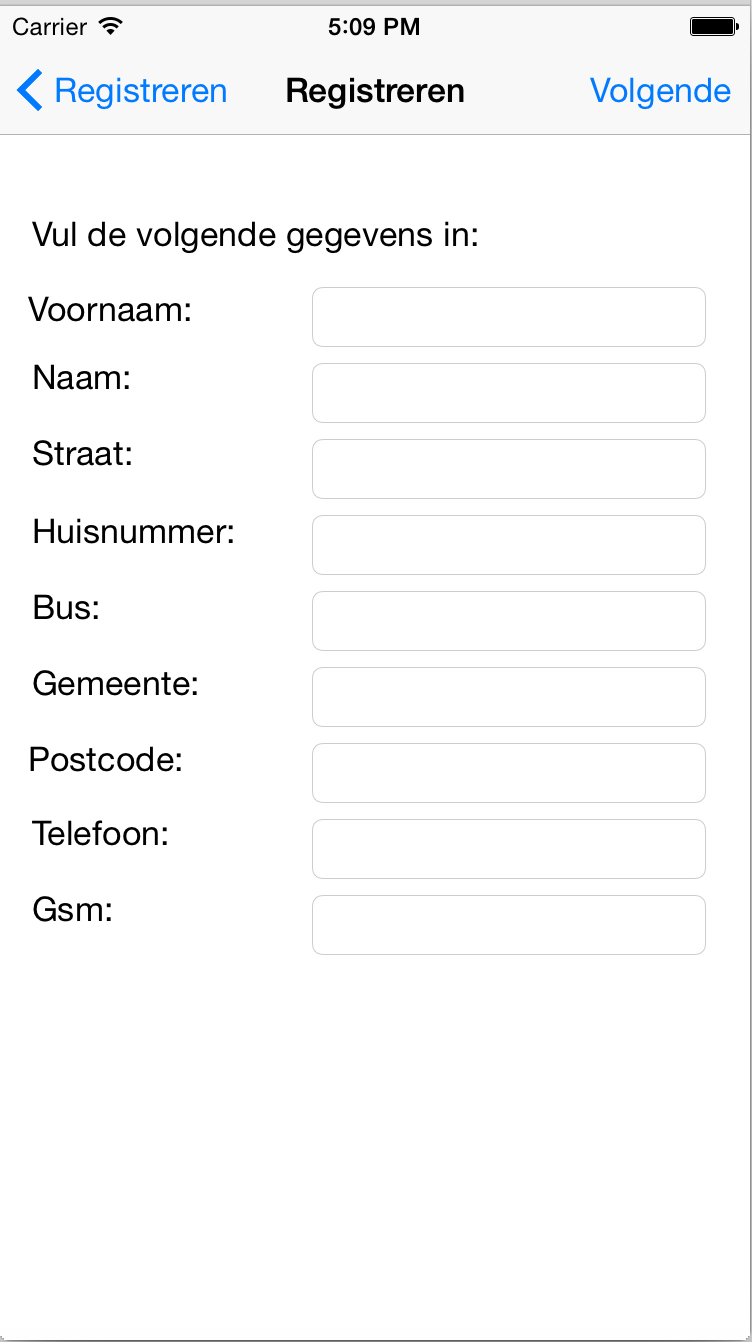 Carrier 5:09 PM
Registreren Registreren Volgende
Vul de volgende gegevens in:
Voornaam:
Naam:
Straat:
Huisnummer:
Bus:
Gemeente:
Postcode:
Telefoon:
Gsm: